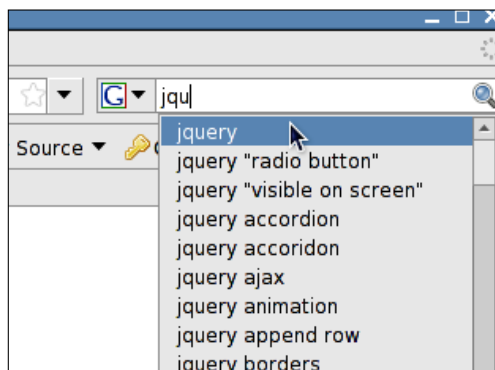 G jqu
Source
jquery
jquery "radio button"
jquery "visible on screen"
jquery accordion
jquery accoridon
jquery ajax
jquery animation
jquery append row
jquery borders